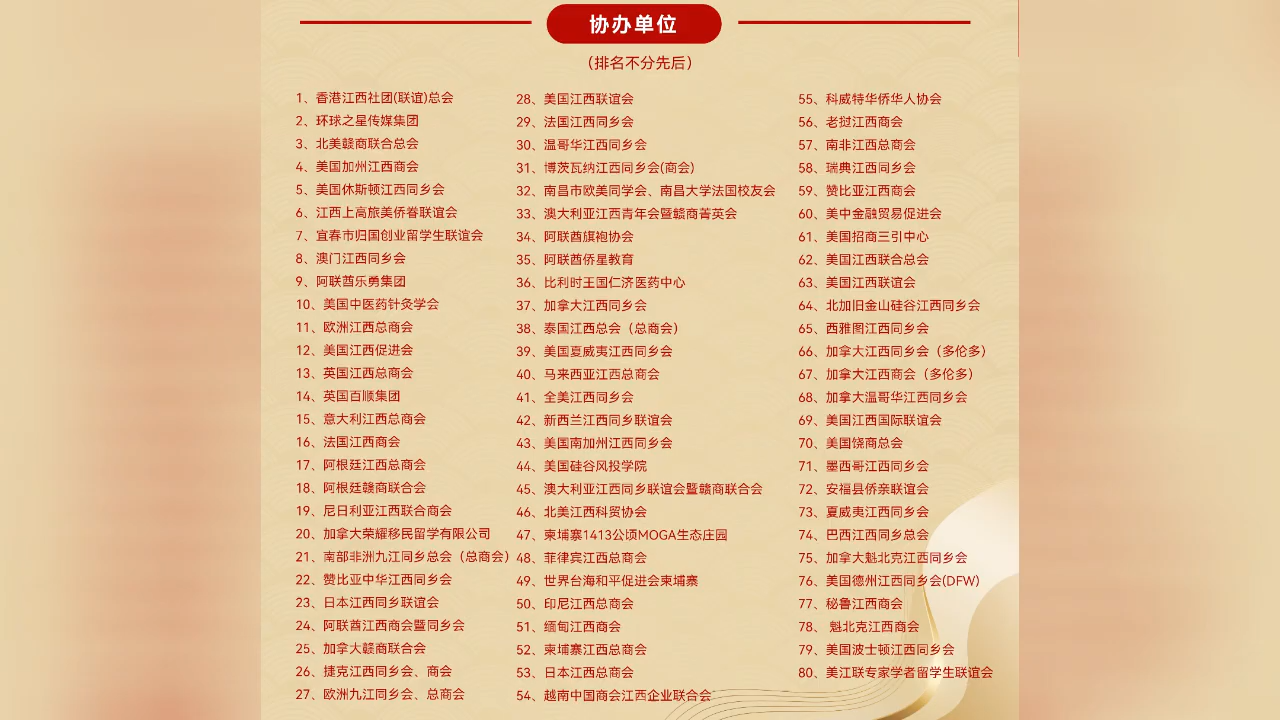 协办单位
（排名不分先后）
1、香港江西社团(联谊)总会
2、环球之星传媒集团
3、北美赣商联合总会
4、美国加州江西商会
5、美国休斯顿江西同乡会
6、江西上高旅美侨眷联谊会
7、宜春市归国创业留学生联谊会
8、澳门江西同乡会
9、阿联酋乐勇集团
10、美国中医药针灸学会
11、欧洲江西总商会
12、美国江西促进会
13、英国江西总商会
14、英国百顺集团
15、意大利江西总商会
16、法国江西商会
17、阿根廷江西总商会
18、阿根廷赣商联合会
19、尼日利亚江西联合商会
20、加拿大荣耀移民留学有限公司
21、南部非洲九江同乡总会（总商会）
22、赞比亚中华江西同乡会
23、日本江西同乡联谊会
24、阿联酋江西商会暨同乡会
25、加拿大赣商联合会
26、捷克江西同乡会、商会
27、欧洲九江同乡会、总商会
28、美国江西联谊会
29、法国江西同乡会
30、温哥华江西同乡会
31、博茨瓦纳江西同乡会(商会)
32、南昌市欧美同学会、南昌大学法国校友会
33、澳大利亚江西青年会暨赣商菁英会
34、阿联酋旗袍协会
35、阿联酋侨星教育
36、比利时王国仁济医药中心
37、加拿大江西同乡会
38、泰国江西总会（总商会）
39、美国夏威夷江西同乡会
40、马来西亚江西总商会
41、全美江西同乡会
42、新西兰江西同乡联谊会
43、美国南加州江西同乡会
44、美国硅谷风投学院
45、澳大利亚江西同乡联谊会暨赣商联合会
46、北美江西科贸协会
47、柬埔寨1413公顷MOGA生态庄园
48、菲律宾江西总商会
49、世界台海和平促进会柬埔寨
50、印尼江西总商会
51、缅甸江西商会
52、柬埔寨江西总商会
53、日本江西总商会
54、越南中国商会江西企业联合会
55、科威特华侨华人协会
56、老挝江西商会
57、南非江西总商会
58、瑞典江西同乡会
59、赞比亚江西商会
60、美中金融贸易促进会
61、美国招商三引中心
62、美国江西联合总会
63、美国江西联谊会
64、北加旧金山硅谷江西同乡会
65、西雅图江西同乡会
66、加拿大江西同乡会（多伦多）
67、加拿大江西商会（多伦多）
68、加拿大温哥华江西同乡会
69、美国江西国际联谊会
70、美国饶商总会
71、墨西哥江西同乡会
72、安福县侨亲联谊会
73、夏威夷江西同乡会
74、巴西江西同乡总会
75、加拿大魁北克江西同乡会
76、美国德州江西同乡会(DFW)
77、秘鲁江西商会
78、 魁北克江西商会
79、美国波士顿江西同乡会
80、美江联专家学者留学生联谊会